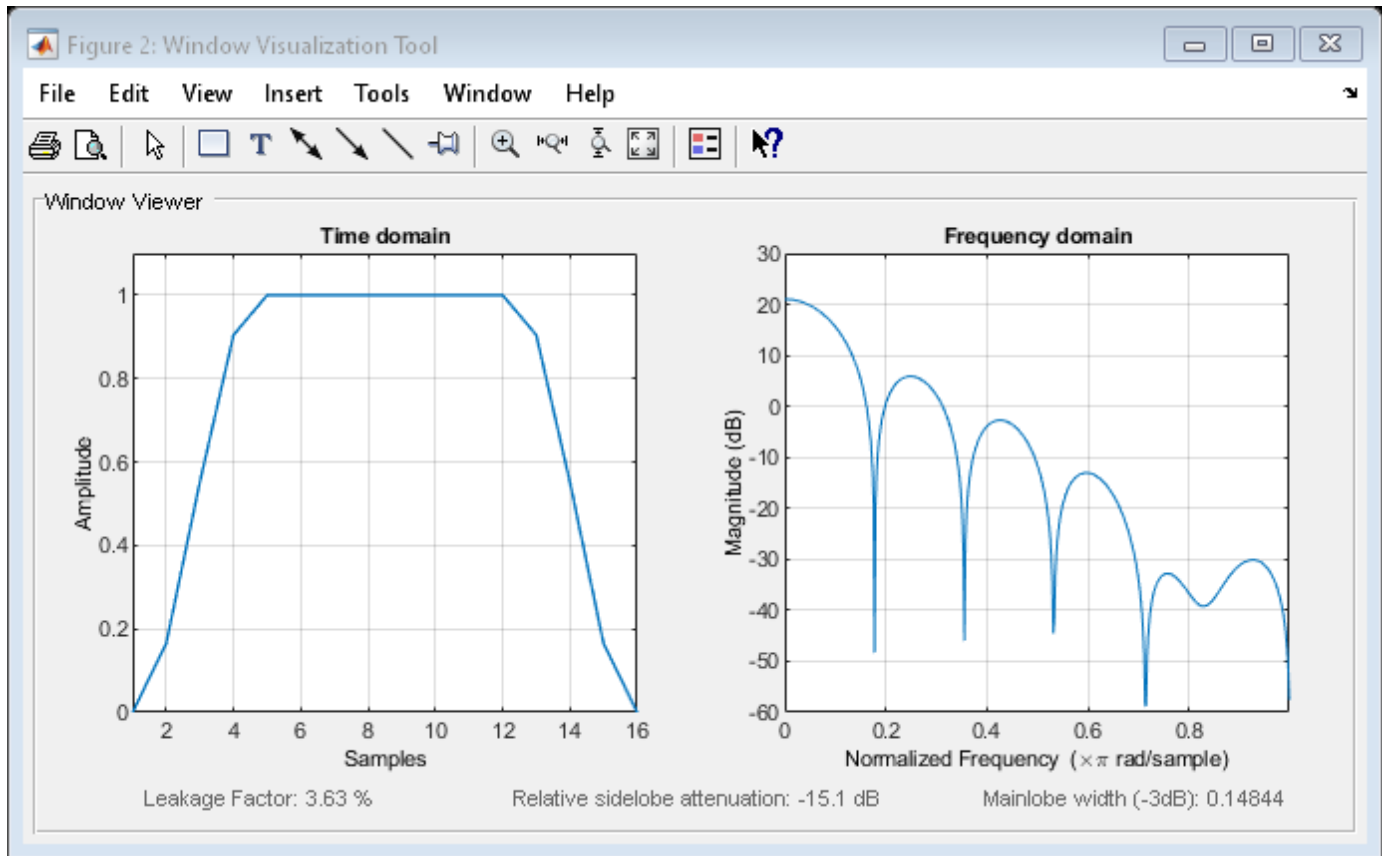 Figure 2: Window Visualization Tool
File Edit View Insert Tools Window Help
T
?
Window Viewer
Time domain
1
0.8
0.6
0.4
0.2
0
Amplitude
2 4 6 8 10 12 14 16
Samples
Frequency domain
30
20
10
0
-10
-20
-30
-40
-50
-60
Magnitude (dB)
0 0.2 0.4 0.6 0.8
Normalized Frequency (×π rad/sample)
Leakage Factor: 3.63 %
Relative sidelobe attenuation: -15.1 dB
Mainlobe width (-3dB): 0.14844